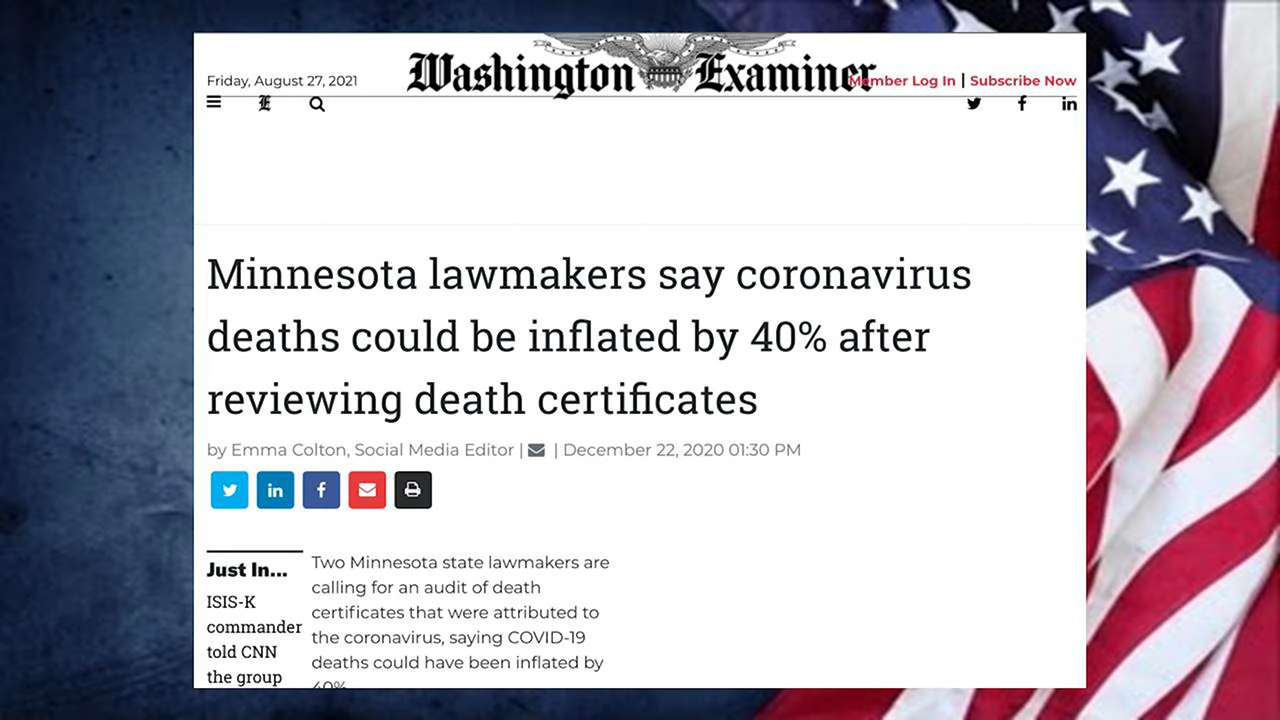 Washington Examiner
Friday, August 27, 2021
Member Log In | Subscribe Now
Minnesota lawmakers say coronavirus
deaths could be inflated by 40% after
reviewing death certificates
by Emma Colton, Social Media Editor | | December 22, 2020 01:30 PM
Just In...
ISIS-K
commander
told CNN
the group
Two Minnesota state lawmakers are
calling for an audit of death
certificates that were attributed to
the coronavirus, saying COVID-19
deaths could have been inflated by
40%